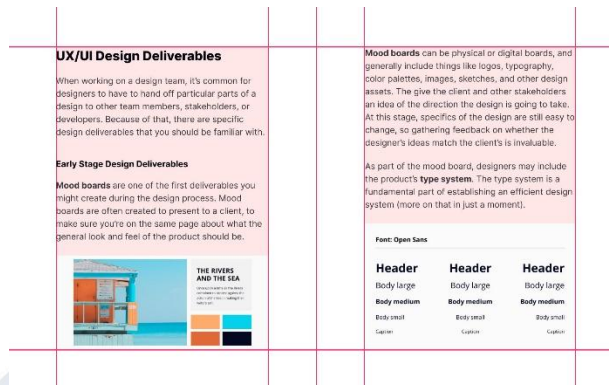 UX/UI Design Deliverables
When working on a design team, it's common for
designers to have to hand off particular parts of a
design to other team members, stakeholders, or
developers. Because of that, there are specific
design deliverables that you should be familiar with.
Early Stage Design Deliverables
Mood boards are one of the first deliverables you
might create during the design process. Mood
boards are often created to present to a client, to
make sure you're on the same page about what the
general look and feel of the product should be.
THE RIVERS
AND THE SEA
Mood boards can be physical or digital boards, and
generally include things like logos, typography,
color palettes, images, sketches, and other design
assets. The give the client and other stakeholders
an idea of the direction the design is going to take.
At this stage, specifics of the design are still easy to
change, so gathering feedback on whether the
designer's ideas match the client's is invaluable.
As part of the mood board, designers may include
the product's type system. The type system is a
fundamental part of establishing an efficient design
system (more on that in just a moment).
Font: Open Sans
Header Header Header
Body large Body large Body large
Body medium Body medium Body medium
Body small Body small Body small
Caption Caption Caption